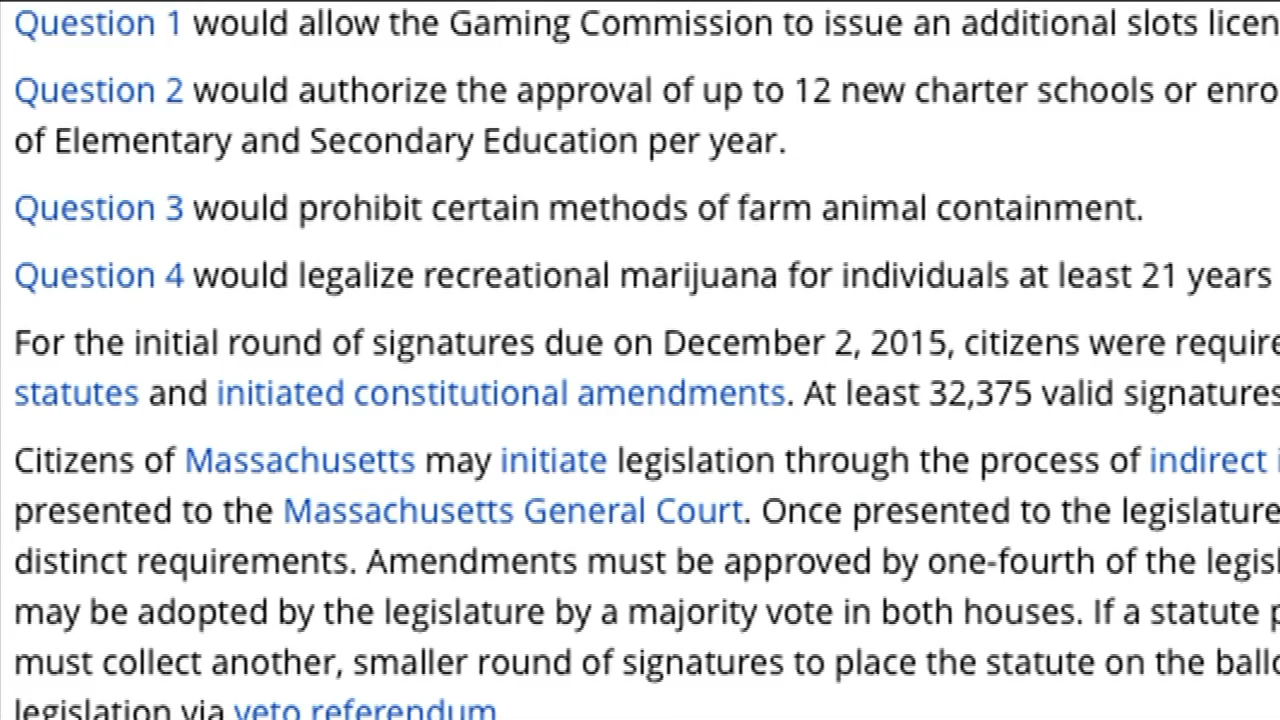 Question 1 would allow the Gaming Commission to issue an additional slots licen
Question 2 would authorize the approval of up to 12 new charter schools or enro
of Elementary and Secondary Education per year.
Question 3 would prohibit certain methods of farm animal containment.
Question 4 would legalize recreational marijuana for individuals at least 21 years
For the initial round of signatures due on December 2, 2015, citizens were require
statutes and initiated constitutional amendments. At least 32,375 valid signatures
Citizens of Massachusetts may initiate legislation through the process of indirect i
presented to the Massachusetts General Court. Once presented to the legislature
distinct requirements. Amendments must be approved by one-fourth of the legisl
may be adopted by the legislature by a majority vote in both houses. If a statute p
must collect another, smaller round of signatures to place the statute on the ballo
legislation via veto referendum